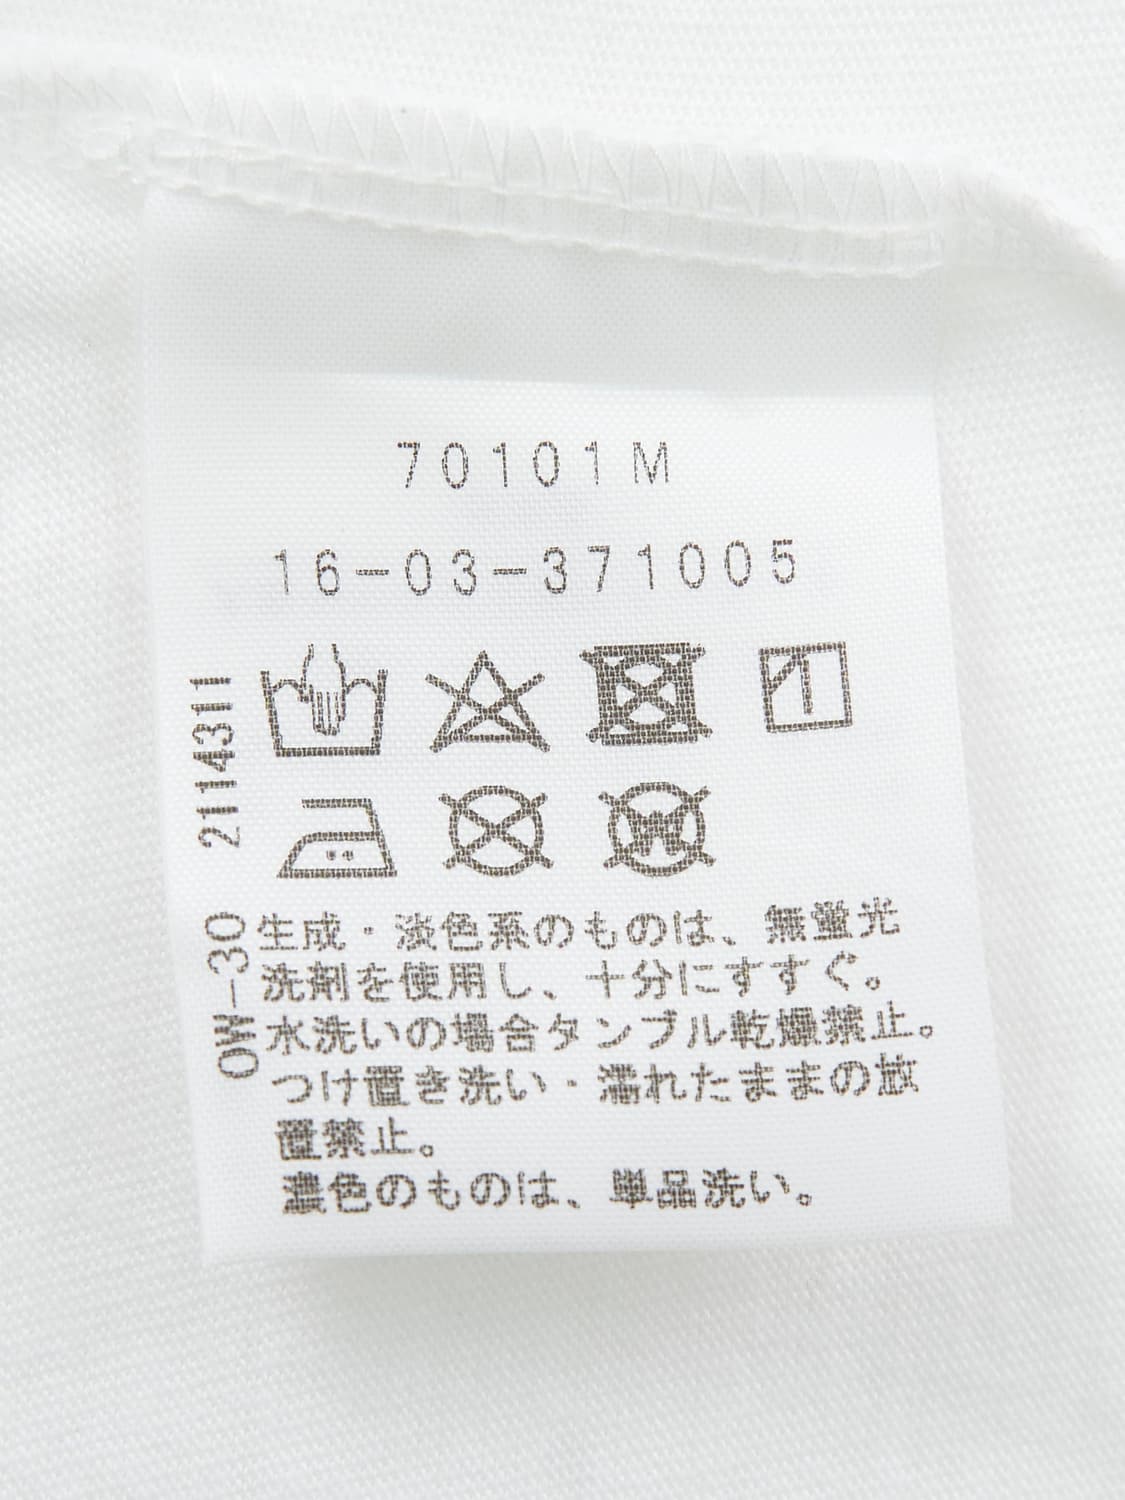 70101M
16-03-371005
生成・淡色系のものは、無蛍光
洗剤を使用し、十分にすすぐ。
水洗いの場合タンブル乾燥禁止。
つけ置き洗い・濡れたままの放
置禁止。
濃色のものは、単品洗い。
OW-30 2114311